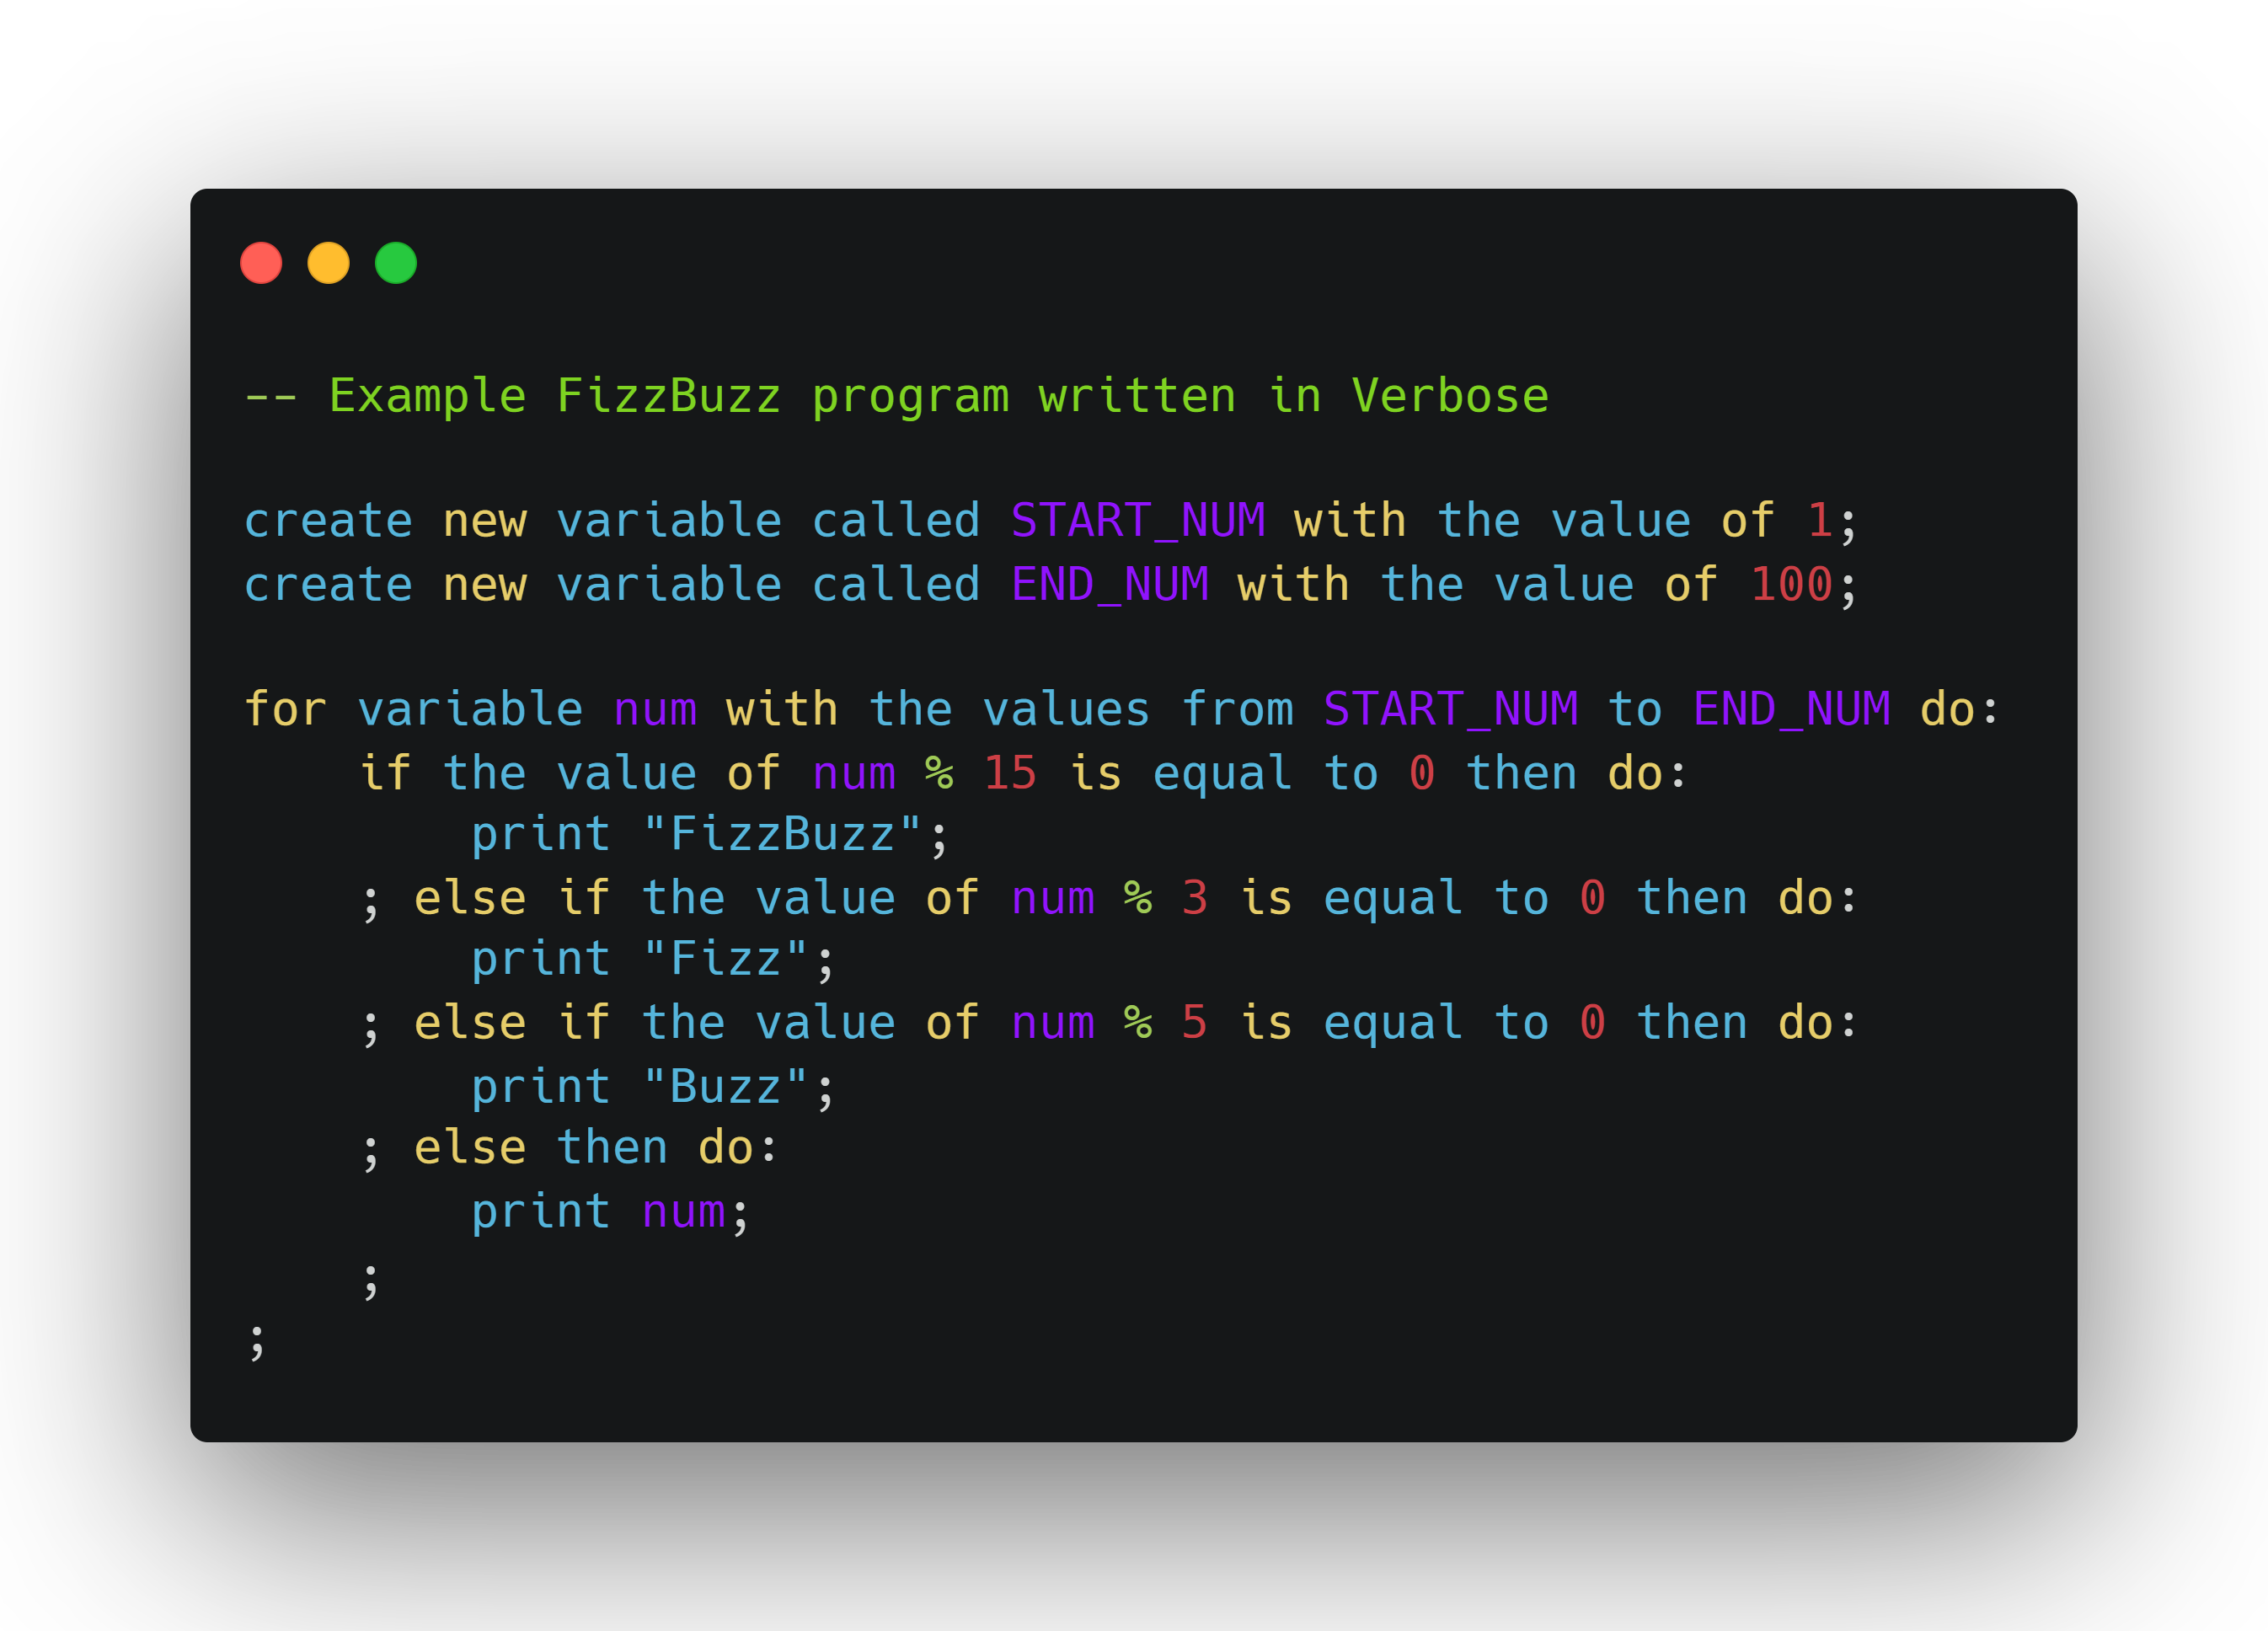 -- Example FizzBuzz program written in Verbose
create new variable called START_NUM with the value of 1;
create new variable called END_NUM with the value of 100;
for variable num with the values from START_NUM to END_NUM do:
    if the value of num % 15 is equal to 0 then do:
        print "FizzBuzz";
    ; else if the value of num % 3 is equal to 0 then do:
        print "Fizz";
    ; else if the value of num % 5 is equal to 0 then do:
        print "Buzz";
    ; else then do:
        print num;
    ;
;